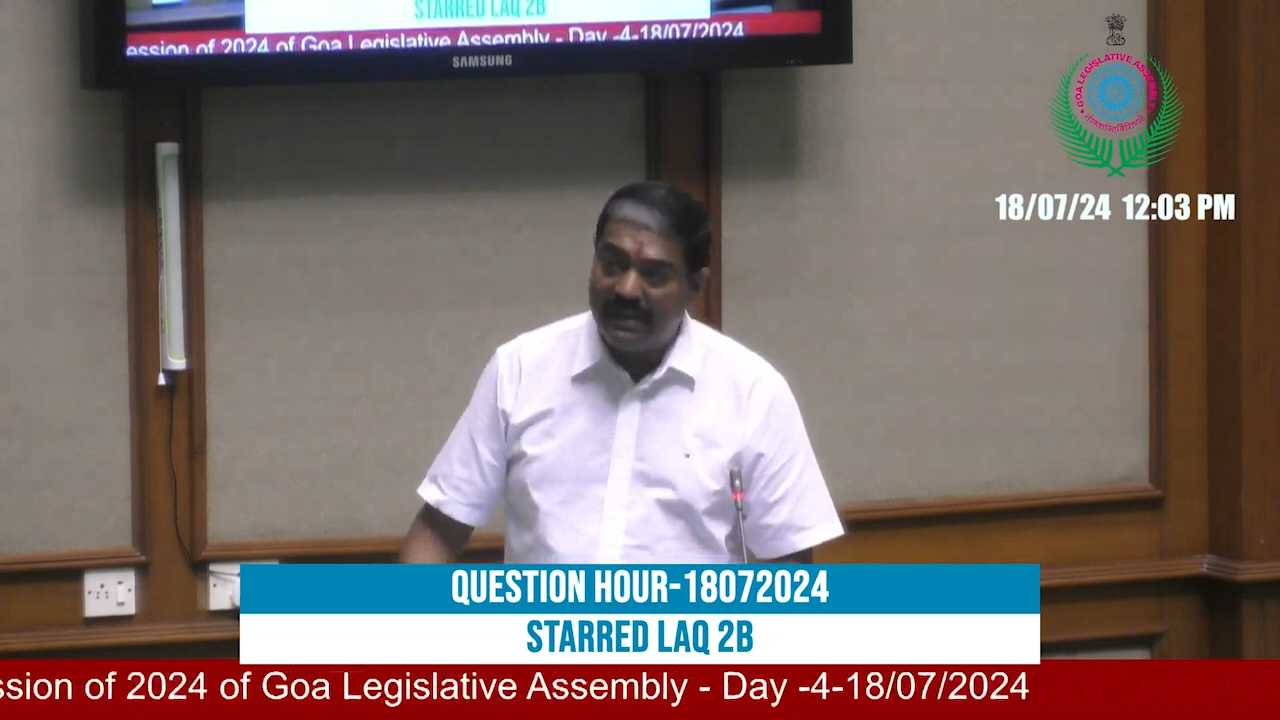 STARRED LAQ 2B
ession of 2024 of Goa Legislative Assembly - Day -4-18/07/2024
SAMSUNG
GOA LEGISLATIVE ASSEMBLY
18/07/24 12:03 PM
QUESTION HOUR-18072024
STARRED LAQ 2B
ssion of 2024 of Goa Legislative Assembly - Day -4-18/07/2024